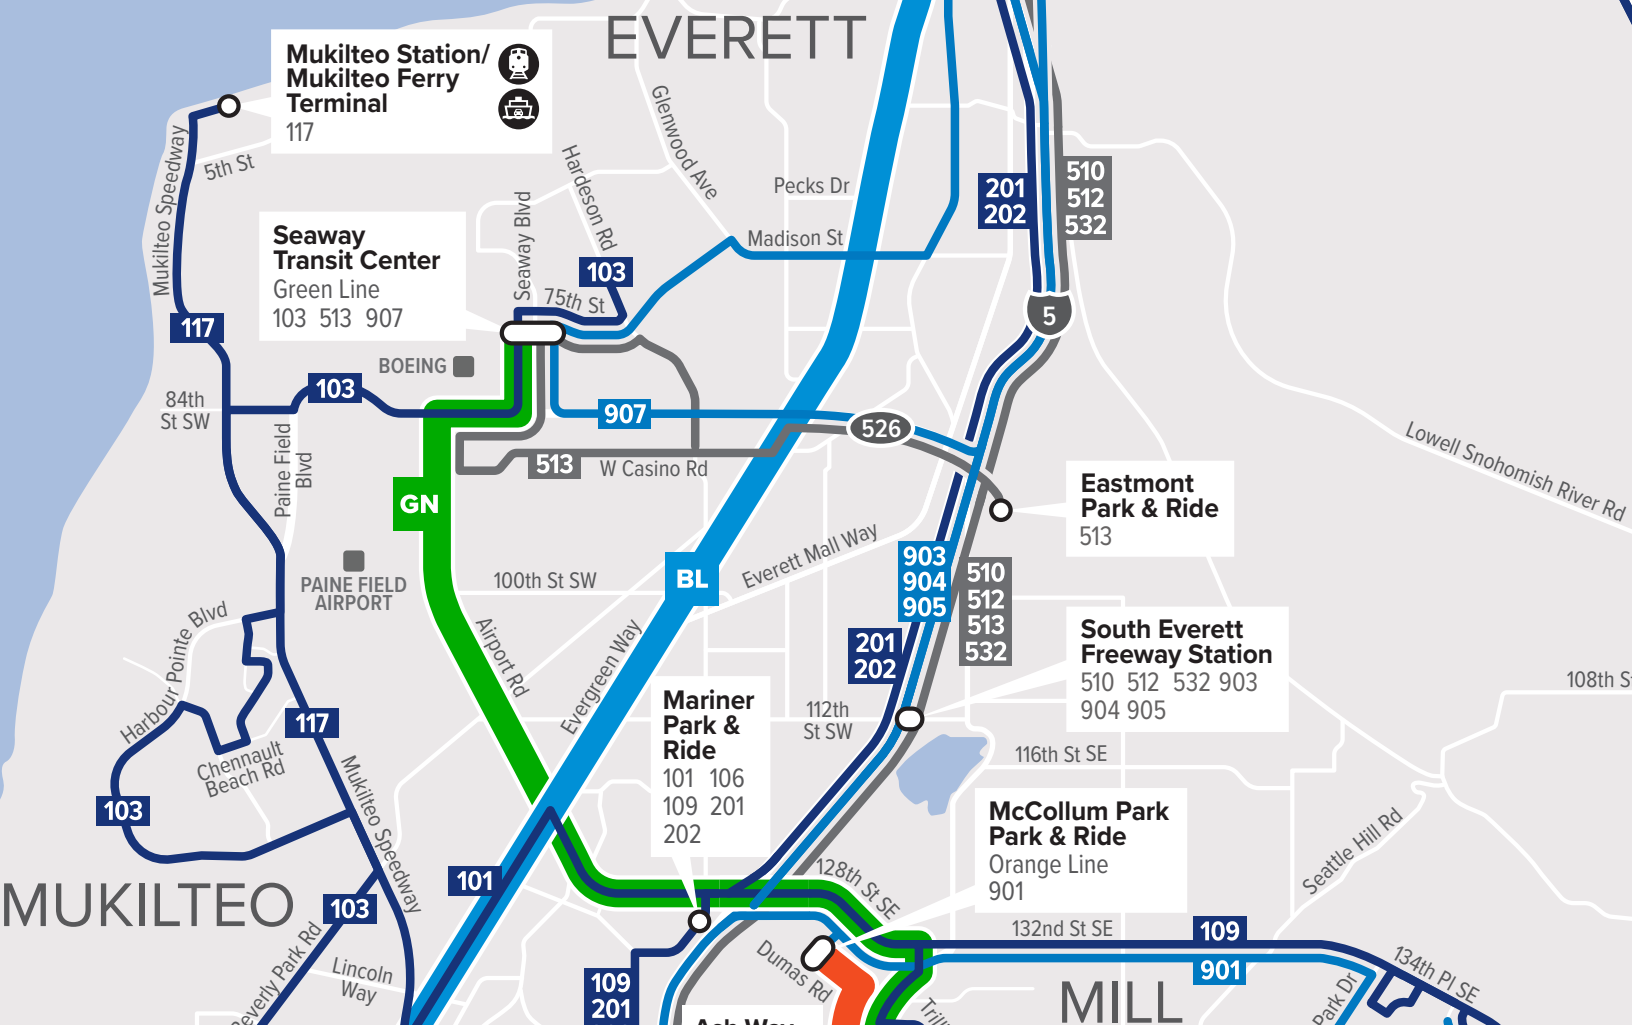 EVERETT
Mukilteo Station/
Mukilteo Ferry
Terminal
117
Mukilteo Speedway
5th St
Glenwood Ave
Hardeson Rd
Pecks Dr
201
202
510
512
532
Seaway
Transit Center
Green Line
103 513 907
Seaway Blvd
Madison St
103
75th St
5
117
BOEING
103
84th
St SW
907
526
Paine Field
Blvd
513
W Casino Rd
Lowell Snohomish River Rd
GN
Eastmont
Park & Ride
513
Everett Mall Way
903
904
905
510
512
513
532
PAINE FIELD
AIRPORT
100th St SW
BL
Harbour Pointe Blvd
Airport Rd
Evergreen Way
201
202
South Everett
Freeway Station
510 512 532 903
904 905
108th S
117
Mariner
Park &
Ride
101 106
109 201
202
112th
St SW
Chennault
Beach Rd
116th St SE
Mukilteo Speedway
103
McCollum Park
Park & Ride
Orange Line
901
Seattle Hill Rd
101
128th St SE
MUKILTEO
103
132nd St SE
109
901
134th Pl SE
Beverly Park Rd
Lincoln
Way
Dumas Rd
109
201
MILL
Park Dr
Trilli
Ash Way